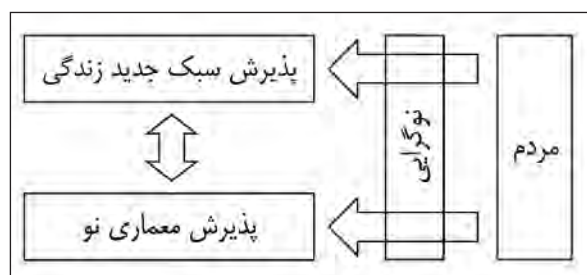 مردم
نوگرایی
پذیرش سبک جدید زندگی
پذیرش معماری نو